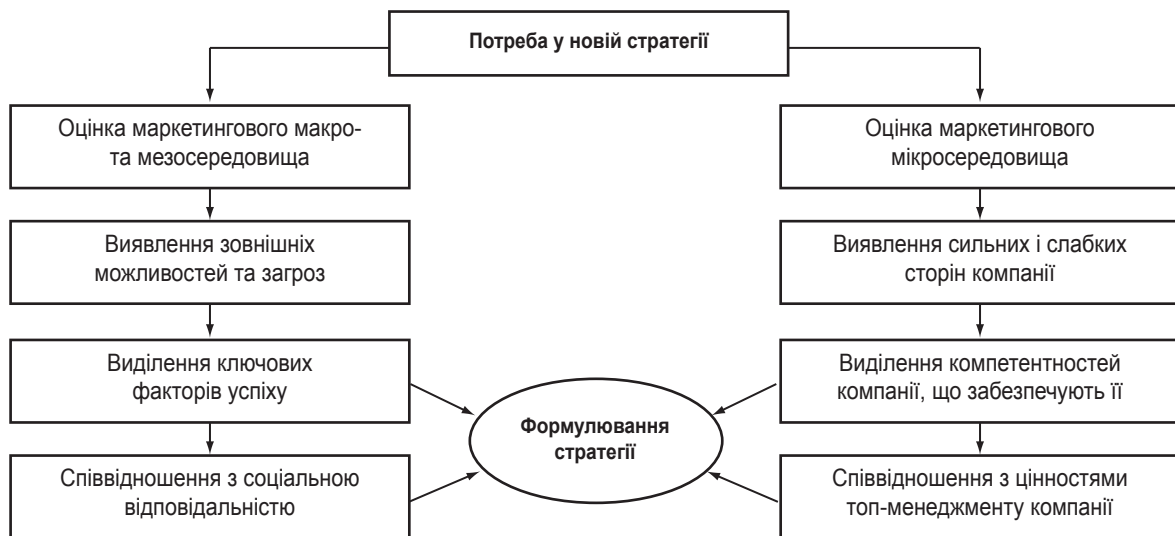 Потреба у новій стратегії
Оцінка маркетингового макро-
та мезосередовища
Оцінка маркетингового
мікросередовища
Виявлення зовнішніх
можливостей та загроз
Виявлення сильних і слабких
сторін компанії
Виділення ключових
факторів успіху
Виділення компетентностей
компанії, що забезпечують її
Формулювання
стратегії
Співвідношення з соціальною
відповідальністю
Співвідношення з цінностями
топ-менеджменту компанії